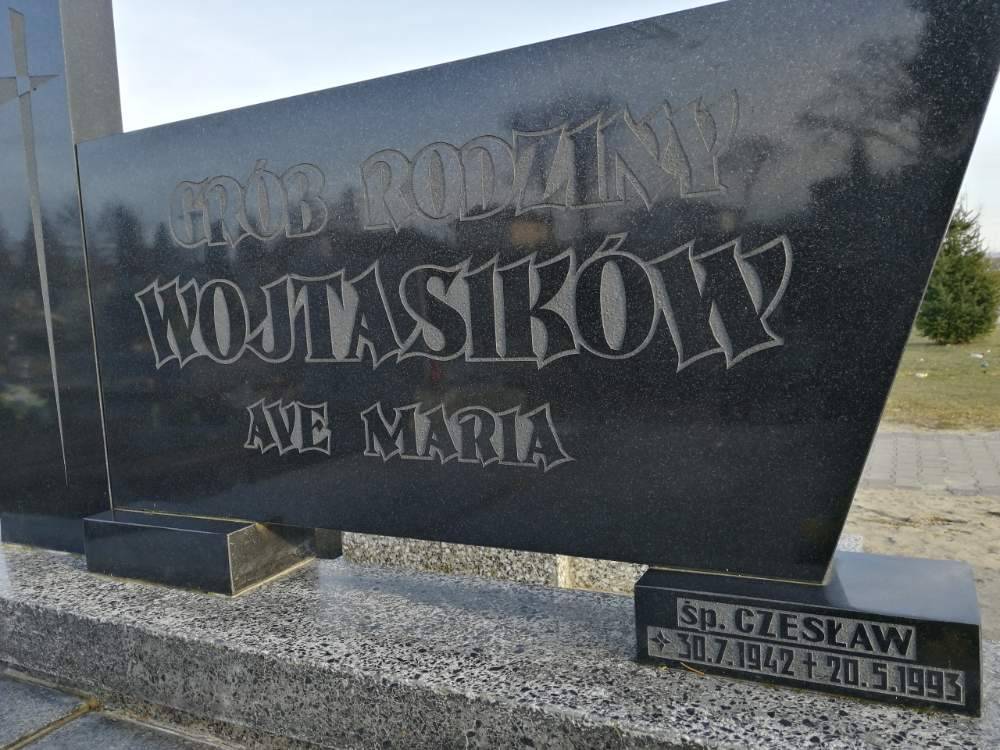 GRÓB RODZINY
WOJTASIKÓW
AVE MARIA
śp. CZESŁAW
30.7.1942 † 20.5.1993